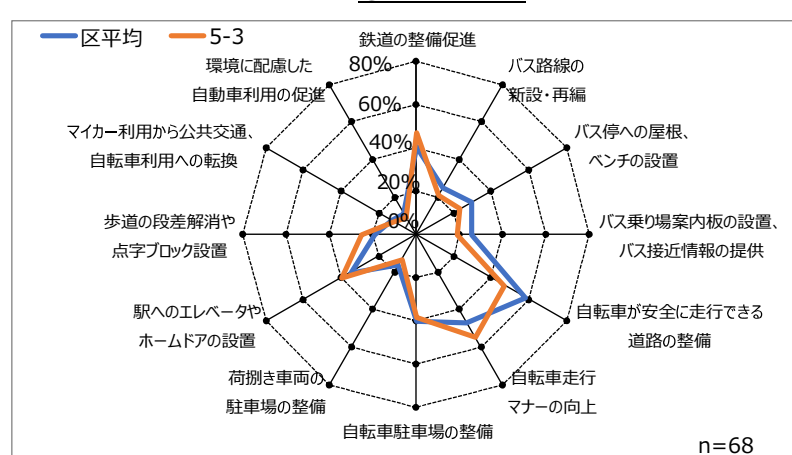 区平均
5-3
鉄道の整備促進
80%
60%
40%
20%
0%
バス路線の
新設・再編
バス停への屋根、
ベンチの設置
バス乗り場案内板の設置、
バス接近情報の提供
自転車が安全に走行できる
道路の整備
自転車走行
マナーの向上
自転車駐車場の整備
荷捌き車両の
駐車場の整備
駅へのエレベータや
ホームドアの設置
歩道の段差解消や
点字ブロック設置
マイカー利用から公共交通、
自転車利用への転換
環境に配慮した
自動車利用の促進
n=68